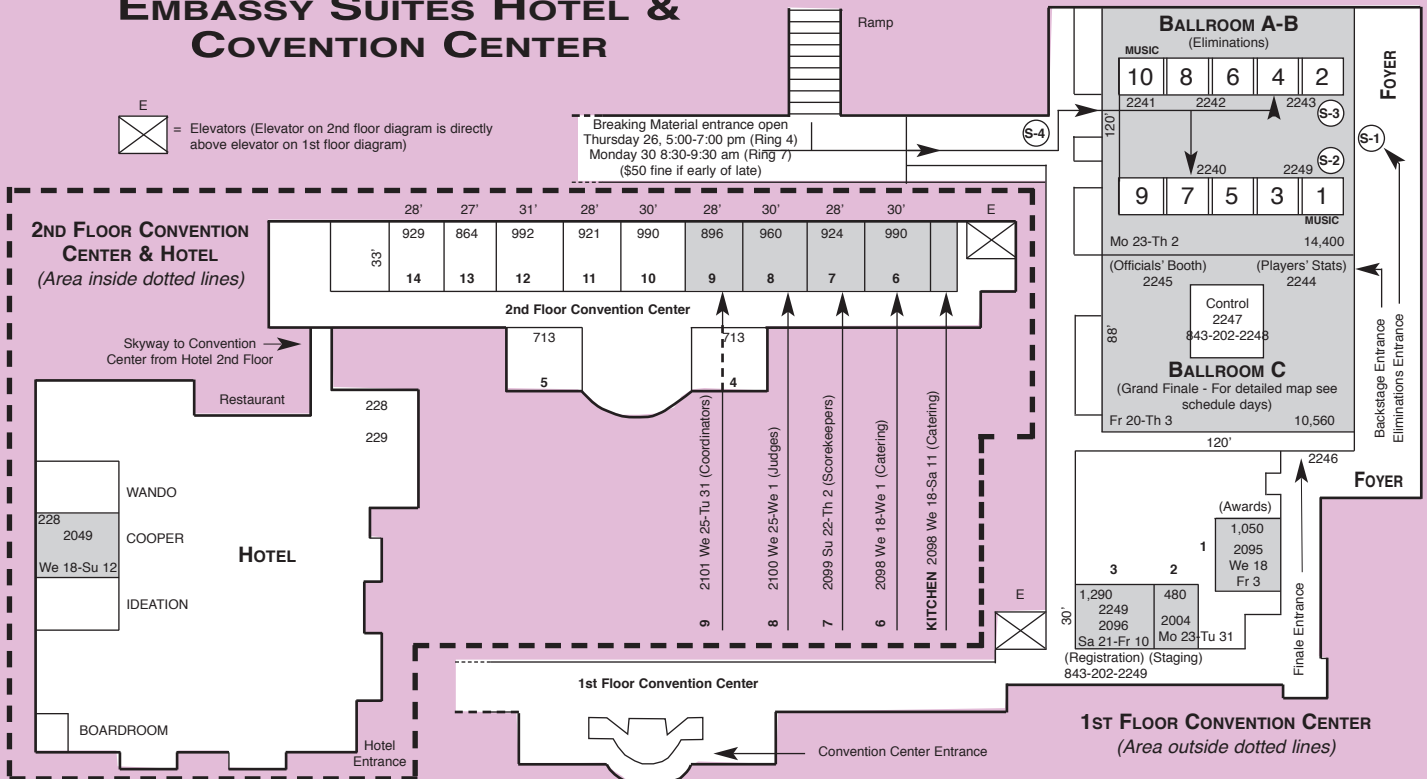 EMBASSY SUITES HOTEL &
COVENTION CENTER
E
= Elevators (Elevator on 2nd floor diagram is directly
above elevator on 1st floor diagram)
Ramp
Breaking Material entrance open
Thursday 26, 5:00-7:00 pm (Ring 4)
Monday 30 8:30-9:30 am (Ring 7)
($50 fine if early of late)
S-4
BALLROOM A-B
(Eliminations)
MUSIC
10 8 6 4 2
2241 2242 2243
S-3
120'
S-2
2240 2249
9 7 5 3 1
MUSIC
Mo 23-Th 2 14,400
FOYER
S-1
(Officials' Booth) (Players' Stats)
2245 2244
Control
2247
843-202-2248
88'
BALLROOM C
(Grand Finale - For detailed map see
schedule days)
Fr 20-Th 3 10,560
120'
Backstage Entrance
Eliminations Entrance
2246
FOYER
Finale Entrance
(Awards)
1,050
1
2095
We 18
Fr 3
3 2
1,290 480
2249
2096 2004
Sa 21-Fr 10 Mo 23-Tu 31
30'
(Registration) (Staging)
843-202-2249
E
1ST FLOOR CONVENTION CENTER
(Area outside dotted lines)
2ND FLOOR CONVENTION
CENTER & HOTEL
(Area inside dotted lines)
28' 27' 31' 28' 30' 28' 30' 28' 30' E
33'
929 864 992 921 990 896 960 924 990
14 13 12 11 10 9 8 7 6
2nd Floor Convention Center
713 713
5 4
Skyway to Convention
Center from Hotel 2nd Floor
Restaurant
228
229
WANDO
228
2049
We 18-Su 12
COOPER
HOTEL
IDEATION
BOARDROOM
Hotel
Entrance
9 2101 We 25-Tu 31 (Coordinators)
8 2100 We 25-We 1 (Judges)
7 2099 Su 22-Th 2 (Scorekeepers)
6 2098 We 18-We 1 (Catering)
KITCHEN 2098 We 18-Sa 11 (Catering)
1st Floor Convention Center
Convention Center Entrance